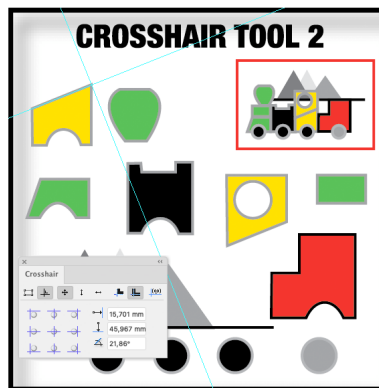 CROSSHAIR TOOL 2
Crosshair
15,701 mm
45,967 mm
21,86°